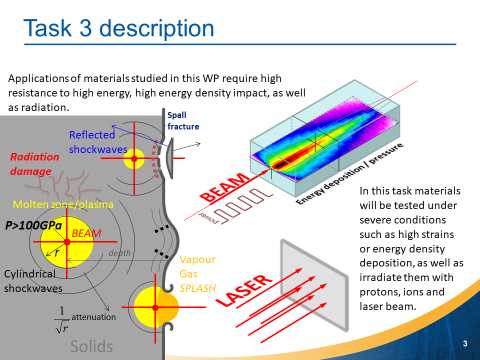 Task 3 description
Applications of materials studied in this WP require high
resistance to high energy, high energy density impact, as well
as radiation.
Spall
fracture
Reflected
shockwaves
Radiation
damage
Molten zone/plasma
P>100GPa
BEAM
r
depth
Cylindrical
shockwaves
Vapour
Gas
SPLASH
1
√r
attenuation
Solids
BEAM
Power
Energy deposition / pressure
LASER
In this task materials
will be tested under
severe conditions
such as high strains
or energy density
deposition, as well as
irradiate them with
protons, ions and
laser beam.
3